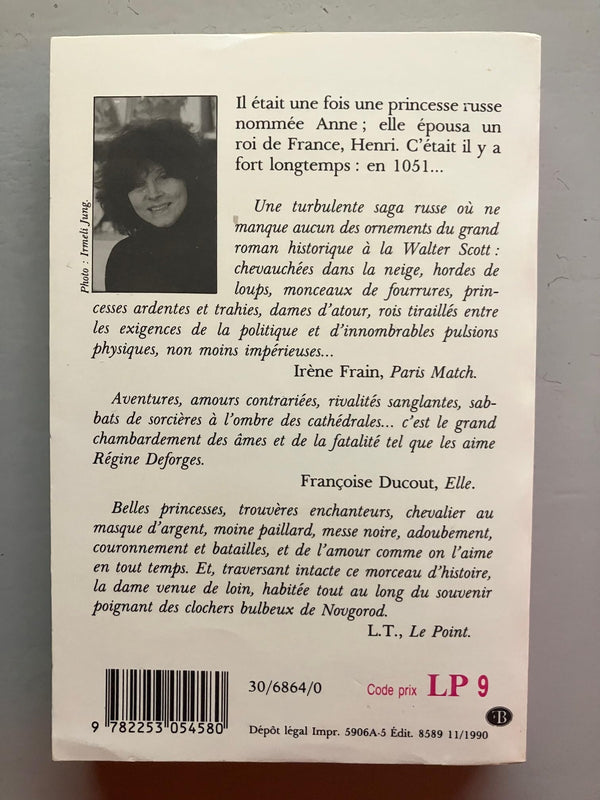 Photo : Irmeli Jung.
Il était une fois une princesse russe
nommée Anne ; elle épousa un
roi de France, Henri. C'était il y a
fort longtemps : en 1051...
Une turbulente saga russe où ne
manque aucun des ornements du grand
roman historique à la Walter Scott :
chevauchées dans la neige, hordes de
loups, monceaux de fourrures, prin-
cesses ardentes et trahies, dames d'atour, rois tiraillés entre
les exigences de la politique et d'innombrables pulsions
physiques, non moins impérieuses...
Irène Frain, Paris Match.
Aventures, amours contrariées, rivalités sanglantes, sab-
bats de sorcières à l'ombre des cathédrales... c'est le grand
chambardement des âmes et de la fatalité tel que les aime
Régine Deforges.
Françoise Ducout, Elle.
Belles princesses, trouvères enchanteurs, chevalier au
masque d'argent, moine paillard, messe noire, adoubement,
couronnement et batailles, et de l'amour comme on l'aime
en tout temps. Et, traversant intacte ce morceau d'histoire,
la dame venue de loin, habitée tout au long du souvenir
poignant des clochers bulbeux de Novgorod.
L.T., Le Point.
30/6864/0
Code prix LP 9
9 782253 054580
Dépôt légal Impr. 5906A-5 Édit. 8589 11/1990
B